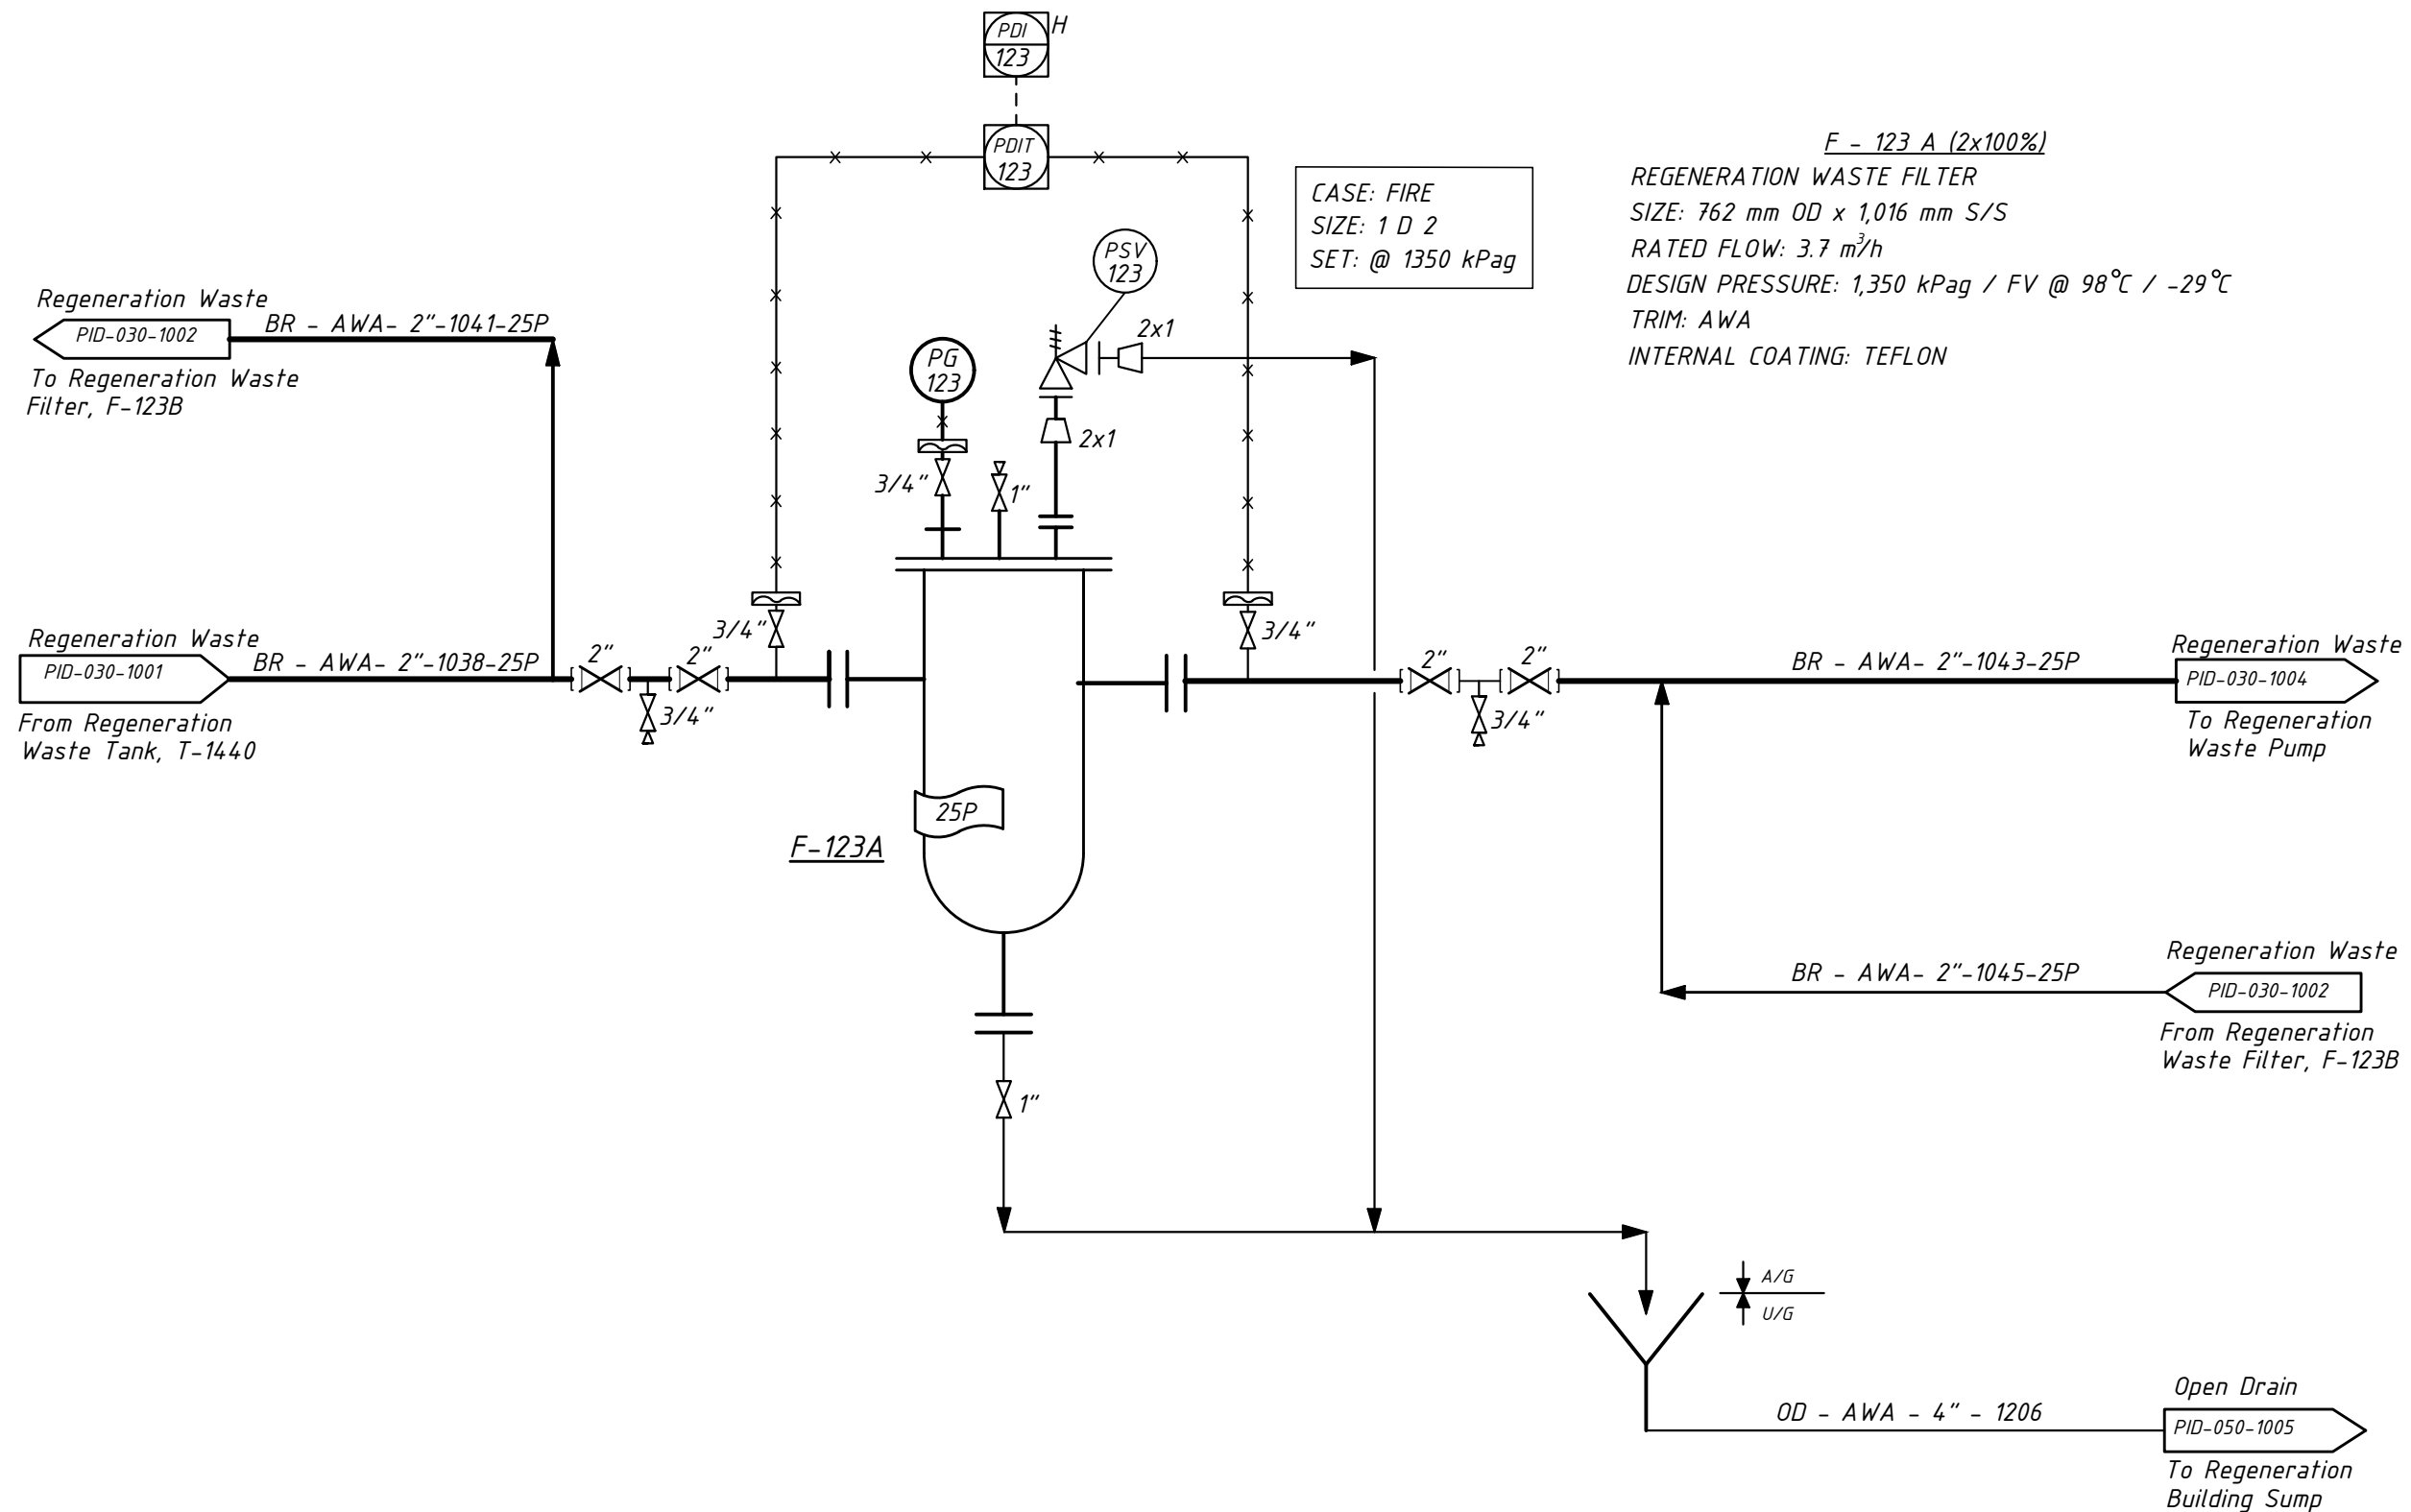 PDI
123
H
PDIT
123
CASE: FIRE
SIZE: 1 D 2
SET: @ 1350 kPag
F - 123 A (2x100%)
REGENERATION WASTE FILTER
SIZE: 762 mm OD x 1,016 mm S/S
RATED FLOW: 3.7 m³/h
DESIGN PRESSURE: 1,350 kPag / FV @ 98°C / -29°C
TRIM: AWA
INTERNAL COATING: TEFLON
PSV
123
2x1
PG
123
2x1
3/4"
1"
Regeneration Waste
PID-030-1002
BR - AWA- 2"-1041-25P
To Regeneration Waste
Filter, F-123B
Regeneration Waste
PID-030-1001
BR - AWA- 2"-1038-25P
From Regeneration
Waste Tank, T-1440
2"
3/4"
2"
3/4"
3/4"
2"
3/4"
2"
BR - AWA- 2"-1043-25P
Regeneration Waste
PID-030-1004
To Regeneration
Waste Pump
25P
F-123A
Regeneration Waste
BR - AWA- 2"-1045-25P
PID-030-1002
From Regeneration
Waste Filter, F-123B
1"
A/G
U/G
Open Drain
OD - AWA - 4" - 1206
PID-050-1005
To Regeneration
Building Sump